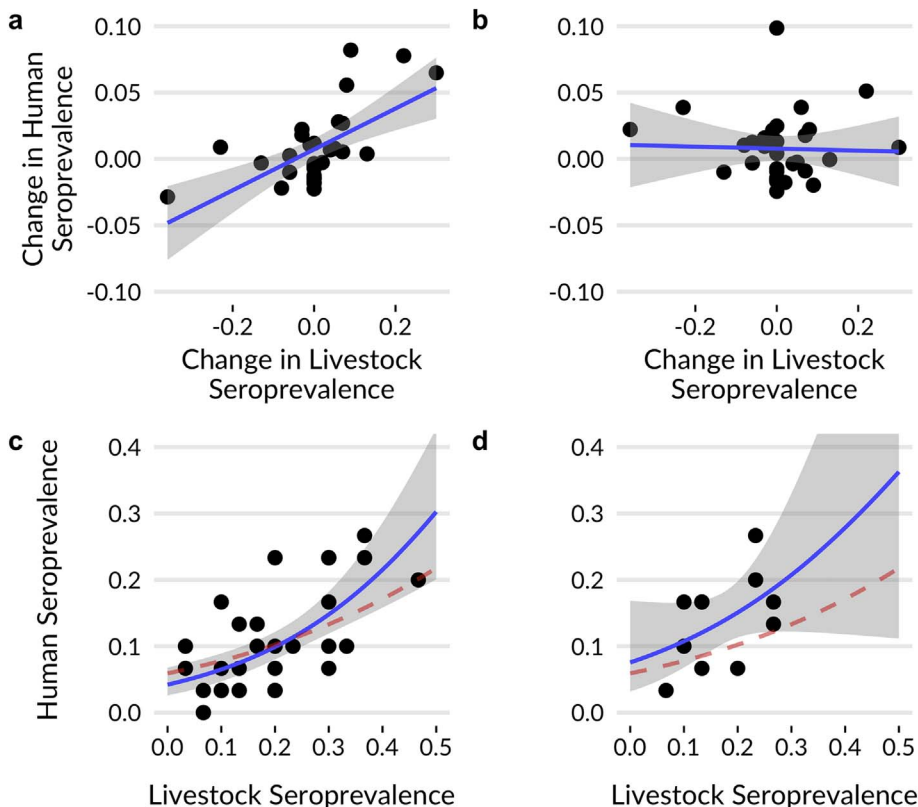 a
b
0.10
0.05
0.00
-0.05
-0.10
Change in Human
Seroprevalence
-0.2
0.0
0.2
Change in Livestock
Seroprevalence
0.10
0.05
0.00
-0.05
-0.10
-0.2
0.0
0.2
Change in Livestock
Seroprevalence
c
d
0.4
0.3
0.2
0.1
0.0
Human Seroprevalence
0.0
0.1
0.2
0.3
0.4
0.5
Livestock Seroprevalence
0.4
0.3
0.2
0.1
0.0
0.0
0.1
0.2
0.3
0.4
0.5
Livestock Seroprevalence